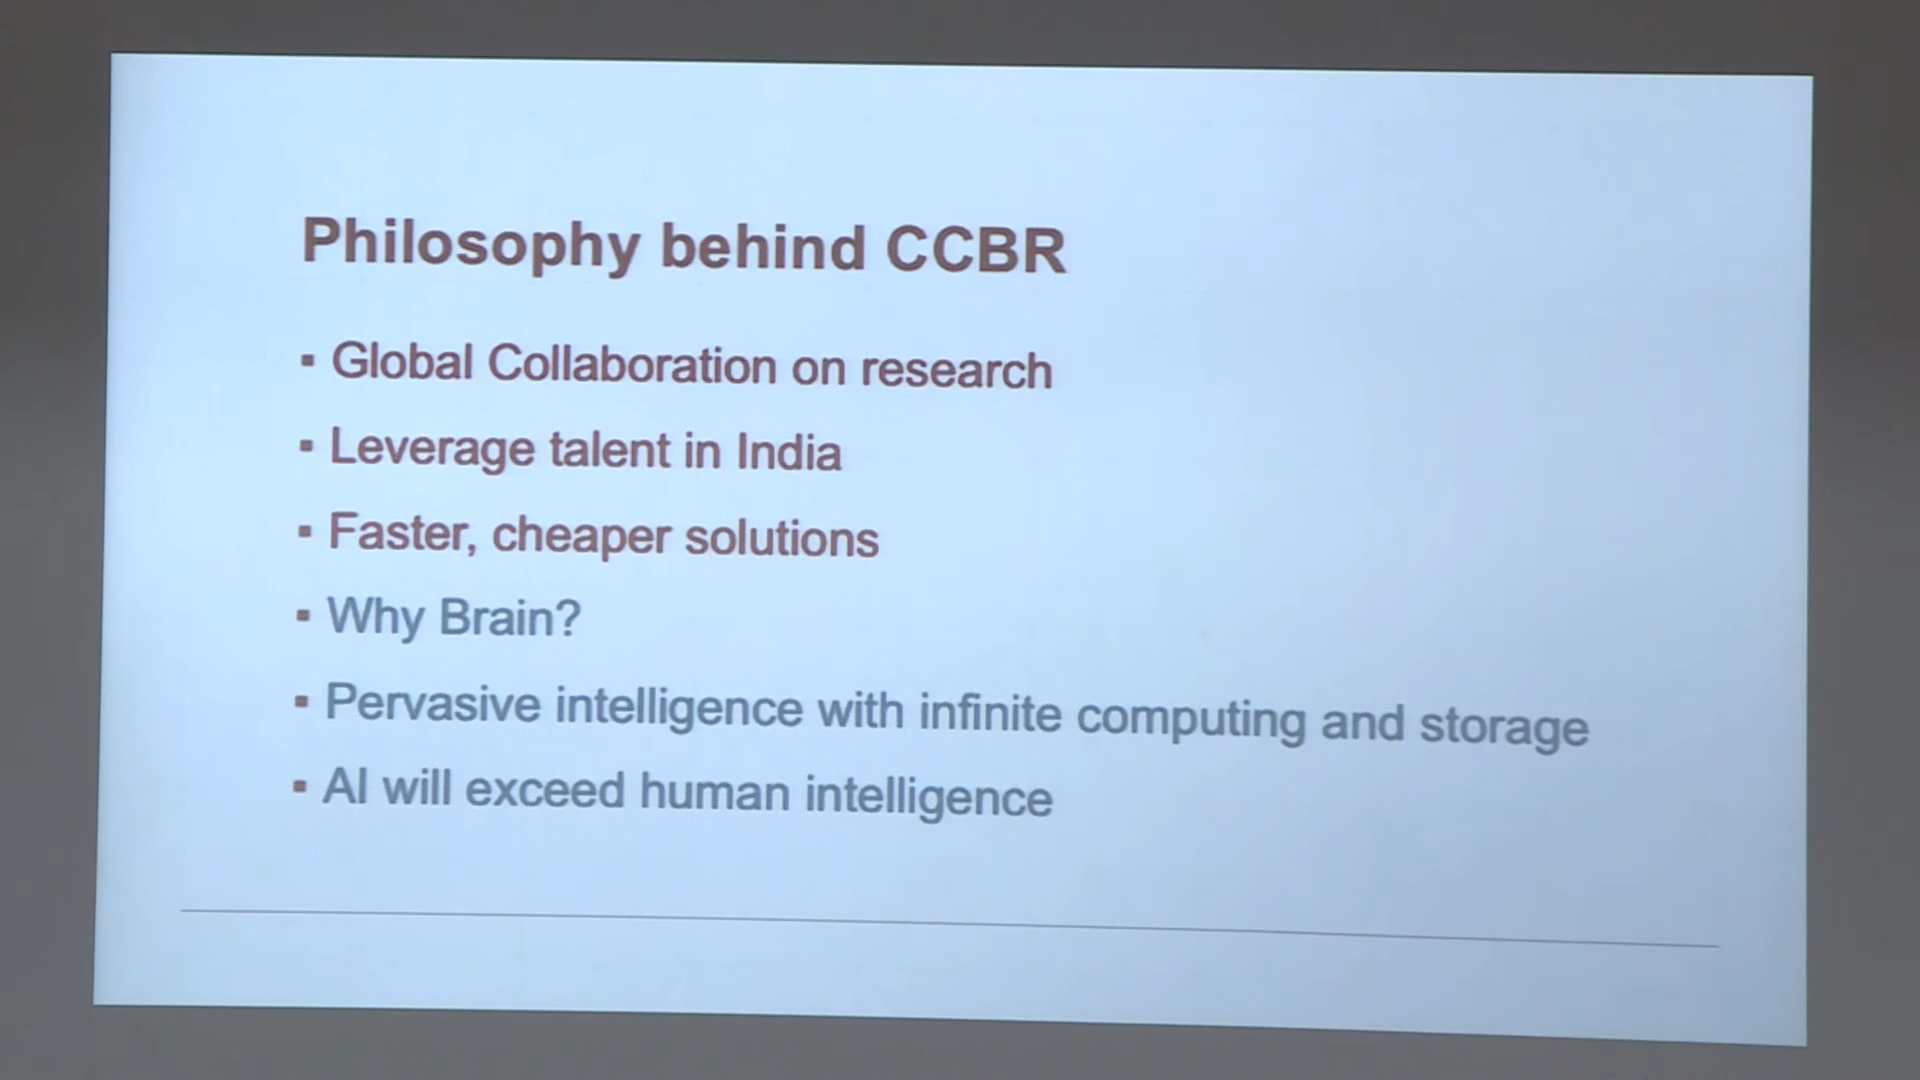 Philosophy behind CCBR
▪ Global Collaboration on research
▪ Leverage talent in India
▪ Faster, cheaper solutions
▪ Why Brain?
▪ Pervasive intelligence with infinite computing and storage
▪ AI will exceed human intelligence